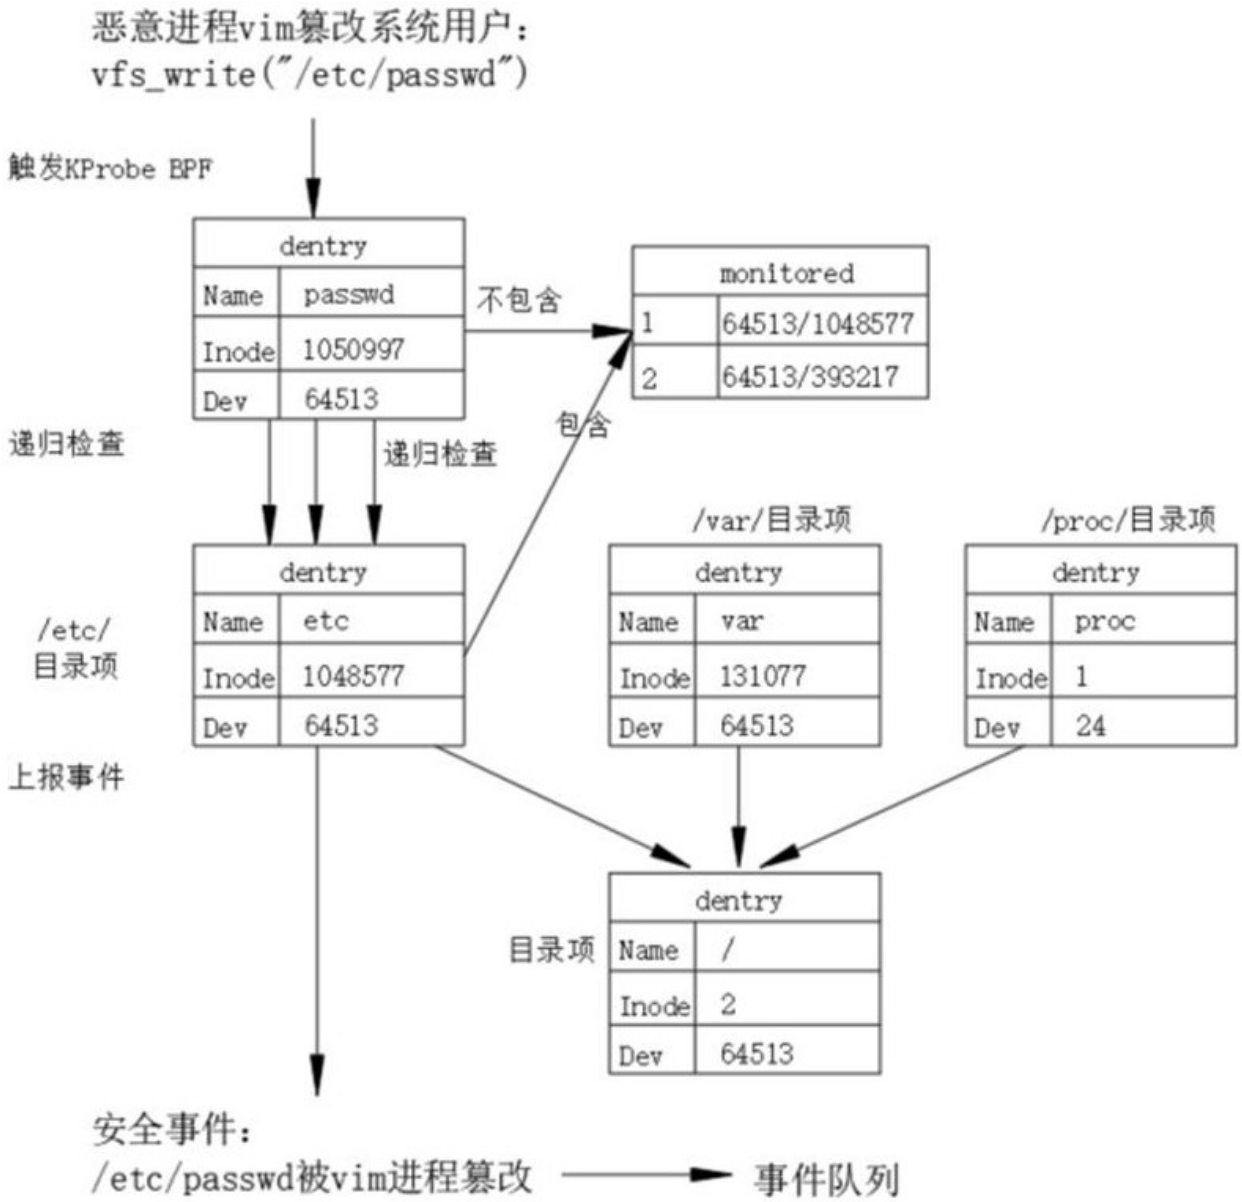 恶意进程vim篡改系统用户：
vfs_write("/etc/passwd")
触发KProbe BPF
dentry
Name passwd
Inode 1050997
Dev 64513
不包含
monitored
1 64513/1048577
2 64513/393217
包含
递归检查
递归检查
/etc/
目录项
dentry
Name etc
Inode 1048577
Dev 64513
/var/目录项
dentry
Name var
Inode 131077
Dev 64513
/proc/目录项
dentry
Name proc
Inode 1
Dev 24
上报事件
目录项
dentry
Name /
Inode 2
Dev 64513
安全事件：
/etc/passwd被vim进程篡改
事件队列